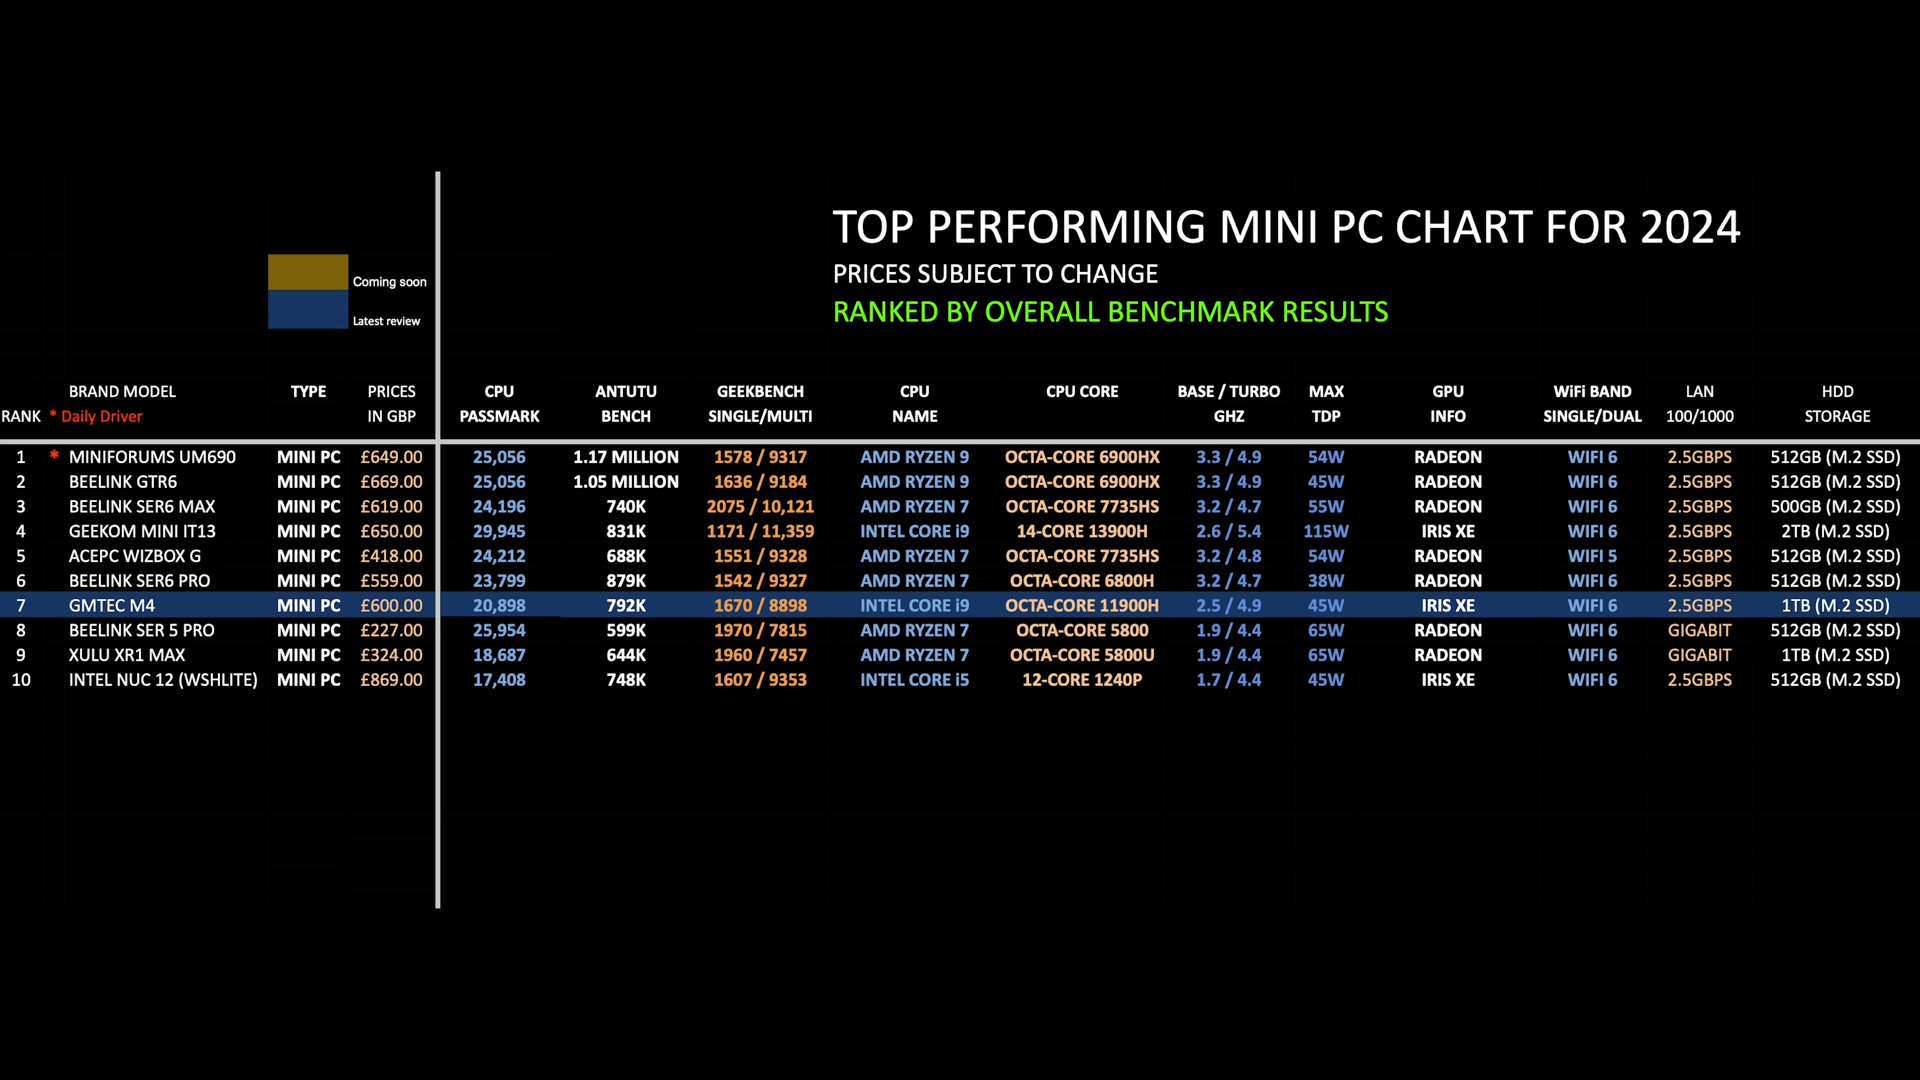 TOP PERFORMING MINI PC CHART FOR 2024
PRICES SUBJECT TO CHANGE
RANKED BY OVERALL BENCHMARK RESULTS
Coming soon
Latest review
BRAND MODEL TYPE PRICES CPU ANTUTU GEEKBENCH CPU CPU CORE BASE / TURBO MAX GPU WiFi BAND LAN HDD
RANK * Daily Driver IN GBP PASSMARK BENCH SINGLE/MULTI NAME GHZ TDP INFO SINGLE/DUAL 100/1000 STORAGE
1 * MINIFORUMS UM690 MINI PC £649.00 25,056 1.17 MILLION 1578 / 9317 AMD RYZEN 9 OCTA-CORE 6900HX 3.3 / 4.9 54W RADEON WIFI 6 2.5GBPS 512GB (M.2 SSD)
2 BEELINK GTR6 MINI PC £669.00 25,056 1.05 MILLION 1636 / 9184 AMD RYZEN 9 OCTA-CORE 6900HX 3.3 / 4.9 45W RADEON WIFI 6 2.5GBPS 512GB (M.2 SSD)
3 BEELINK SER6 MAX MINI PC £619.00 24,196 740K 2075 / 10,121 AMD RYZEN 7 OCTA-CORE 7735HS 3.2 / 4.7 55W RADEON WIFI 6 2.5GBPS 500GB (M.2 SSD)
4 GEEKOM MINI IT13 MINI PC £650.00 29,945 831K 1171 / 11,359 INTEL CORE i9 14-CORE 13900H 2.6 / 5.4 115W IRIS XE WIFI 6 2.5GBPS 2TB (M.2 SSD)
5 ACEPC WIZBOX G MINI PC £418.00 24,212 688K 1551 / 9328 AMD RYZEN 7 OCTA-CORE 7735HS 3.2 / 4.8 54W RADEON WIFI 5 2.5GBPS 512GB (M.2 SSD)
6 BEELINK SER6 PRO MINI PC £559.00 23,799 879K 1542 / 9327 AMD RYZEN 7 OCTA-CORE 6800H 3.2 / 4.7 38W RADEON WIFI 6 2.5GBPS 512GB (M.2 SSD)
7 GMTEC M4 MINI PC £600.00 20,898 792K 1670 / 8898 INTEL CORE i9 OCTA-CORE 11900H 2.5 / 4.9 45W IRIS XE WIFI 6 2.5GBPS 1TB (M.2 SSD)
8 BEELINK SER 5 PRO MINI PC £227.00 25,954 599K 1970 / 7815 AMD RYZEN 7 OCTA-CORE 5800 1.9 / 4.4 65W RADEON WIFI 6 GIGABIT 512GB (M.2 SSD)
9 XULU XR1 MAX MINI PC £324.00 18,687 644K 1960 / 7457 AMD RYZEN 7 OCTA-CORE 5800U 1.9 / 4.4 65W RADEON WIFI 6 GIGABIT 1TB (M.2 SSD)
10 INTEL NUC 12 (WSHLITE) MINI PC £869.00 17,408 748K 1607 / 9353 INTEL CORE i5 12-CORE 1240P 1.7 / 4.4 45W IRIS XE WIFI 6 2.5GBPS 512GB (M.2 SSD)